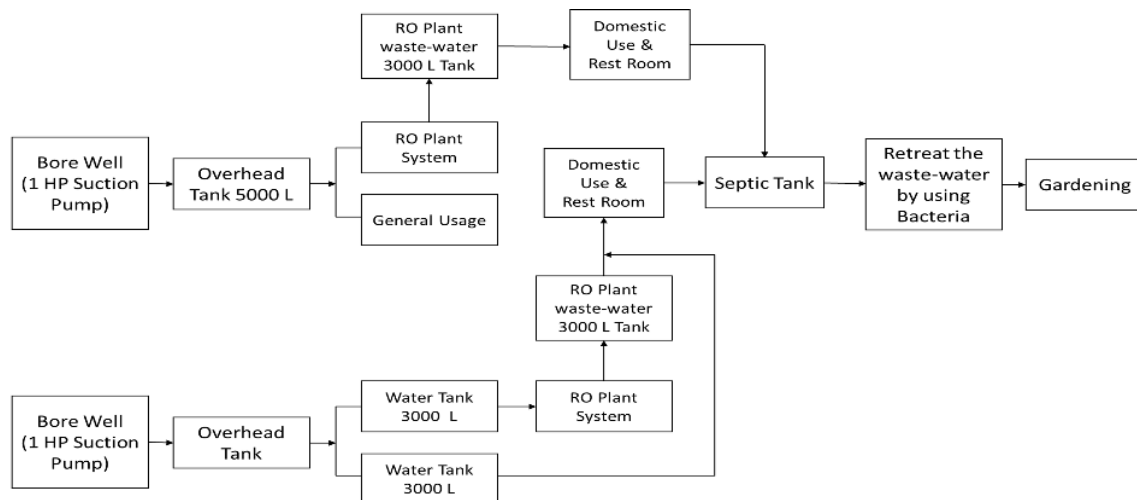 RO Plant
waste-water
3000 L Tank
Domestic
Use &
Rest Room
Bore Well
(1 HP Suction
Pump)
Overhead
Tank 5000 L
RO Plant
System
General Usage
Domestic
Use &
Rest Room
Septic Tank
Retreat the
waste-water
by using
Bacteria
Gardening
RO Plant
waste-water
3000 L Tank
Bore Well
(1 HP Suction
Pump)
Overhead
Tank
Water Tank
3000 L
RO Plant
System
Water Tank
3000 L